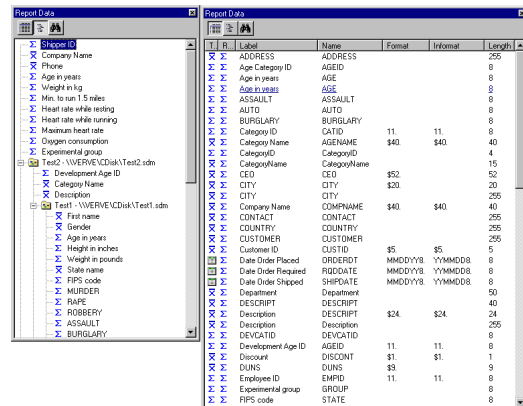 Report Data
Shipper ID
Company Name
Phone
Age in years
Weight in kg
Min. to run 1.5 miles
Heart rate while resting
Heart rate while running
Maximum heart rate
Oxygen consumption
Experimental group
Test2 - \\VERVE\CDisk\Test2.sdm
Development Age ID
Category Name
Description
Test1 - \\VERVE\CDisk\Test1.sdm
First name
Gender
Age in years
Height in inches
Weight in pounds
State name
FIPS code
MURDER
RAPE
ROBBERY
ASSAULT
BURGLARY
Report Data
T... R... Label Name Format Informat Length
ADDRESS ADDRESS 255
Age Category ID AGEID 8
Age in years AGE 8
Age in years AGE 8
ASSAULT ASSAULT 8
AUTO AUTO 8
BURGLARY BURGLARY 8
Category ID CATID 11. 11. 8
Category Name AGENAME $40. $40. 40
CategoryID CategoryID 4
CategoryName CategoryName 15
CEO CEO $52. 52
CITY CITY $20. 20
CITY CITY 255
Company Name COMPNAME $40. $40. 40
CONTACT CONTACT 255
COUNTRY COUNTRY 255
CUSTOMER CUSTOMER 255
Customer ID CUSTID $5. $5. 5
Date Order Placed ORDERDT MMDDYY8. YYMMDD8. 8
Date Order Required RQDDATE MMDDYY8. YYMMDD8. 8
Date Order Shipped SHIPDATE MMDDYY8. YYMMDD8. 8
Department Department 50
DESCRIPT DESCRIPT 40
Description DESCRIPT $24. $24. 24
Description Description 255
DEVCATID DEVCATID 8
Development Age ID AGEID 11. 11. 8
Discount DISCONT $1. $1. 1
DUNS DUNS $9. 9
Employee ID EMPID 11. 11. 8
Experimental group GROUP 8
FIPS code STATE 8